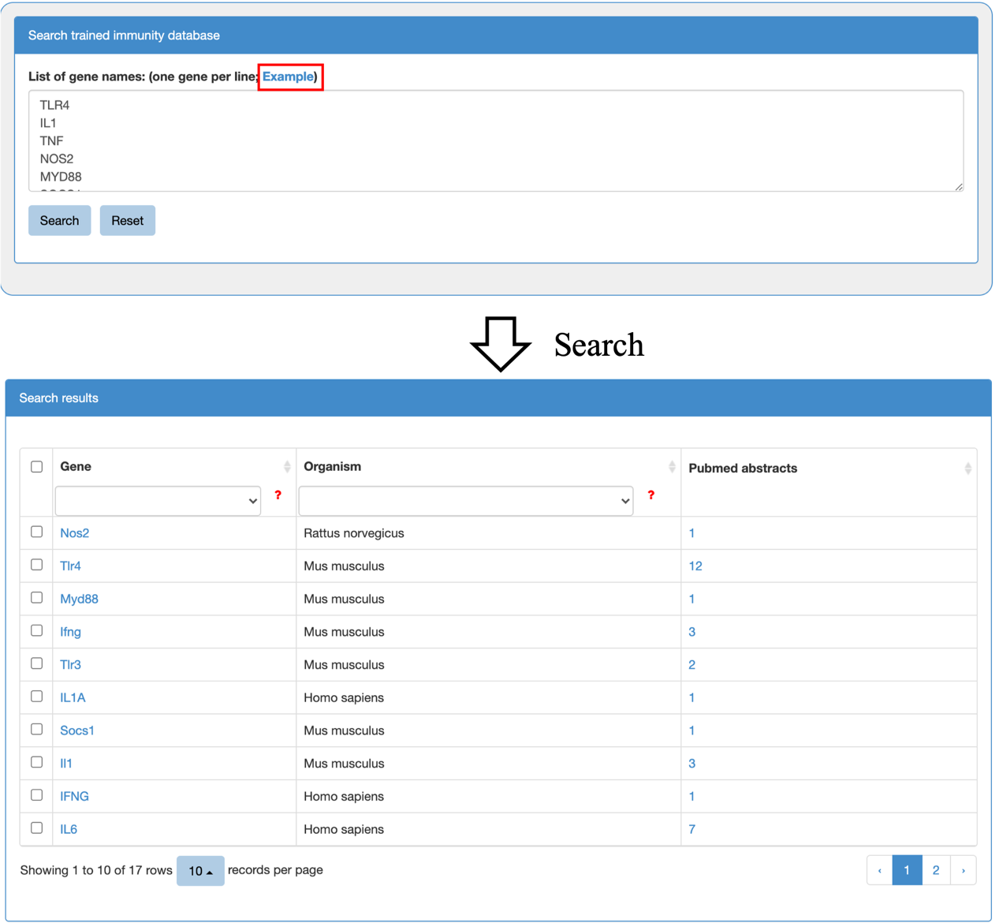 Search trained immunity database
List of gene names: (one gene per line; Example)
TLR4
IL1
TNF
NOS2
MYD88
Search Reset
Search
Search results
Gene Organism Pubmed abstracts
? ?
Nos2 Rattus norvegicus 1
Tlr4 Mus musculus 12
Myd88 Mus musculus 1
Ifng Mus musculus 3
Tlr3 Mus musculus 2
IL1A Homo sapiens 1
Socs1 Mus musculus 1
Il1 Mus musculus 3
IFNG Homo sapiens 1
IL6 Homo sapiens 7
Showing 1 to 10 of 17 rows 10 records per page ‹ 1 2 ›